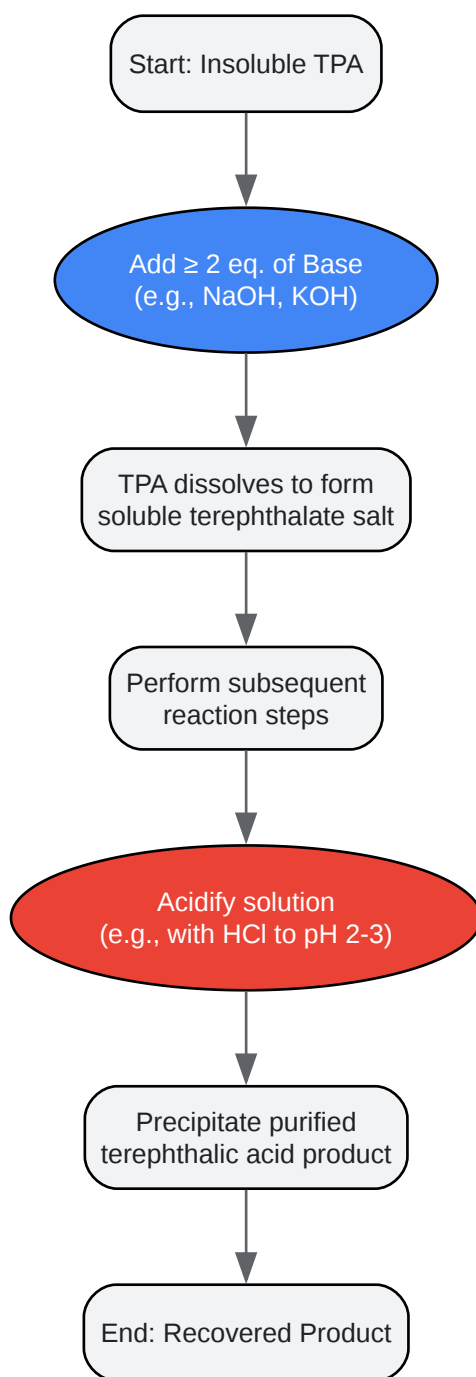 Start: Insoluble TPA
Add ≥ 2 eq. of Base
(e.g., NaOH, KOH)
TPA dissolves to form
soluble terephthalate salt
Perform subsequent
reaction steps
Acidify solution
(e.g., with HCl to pH 2-3)
Precipitate purified
terephthalic acid product
End: Recovered Product